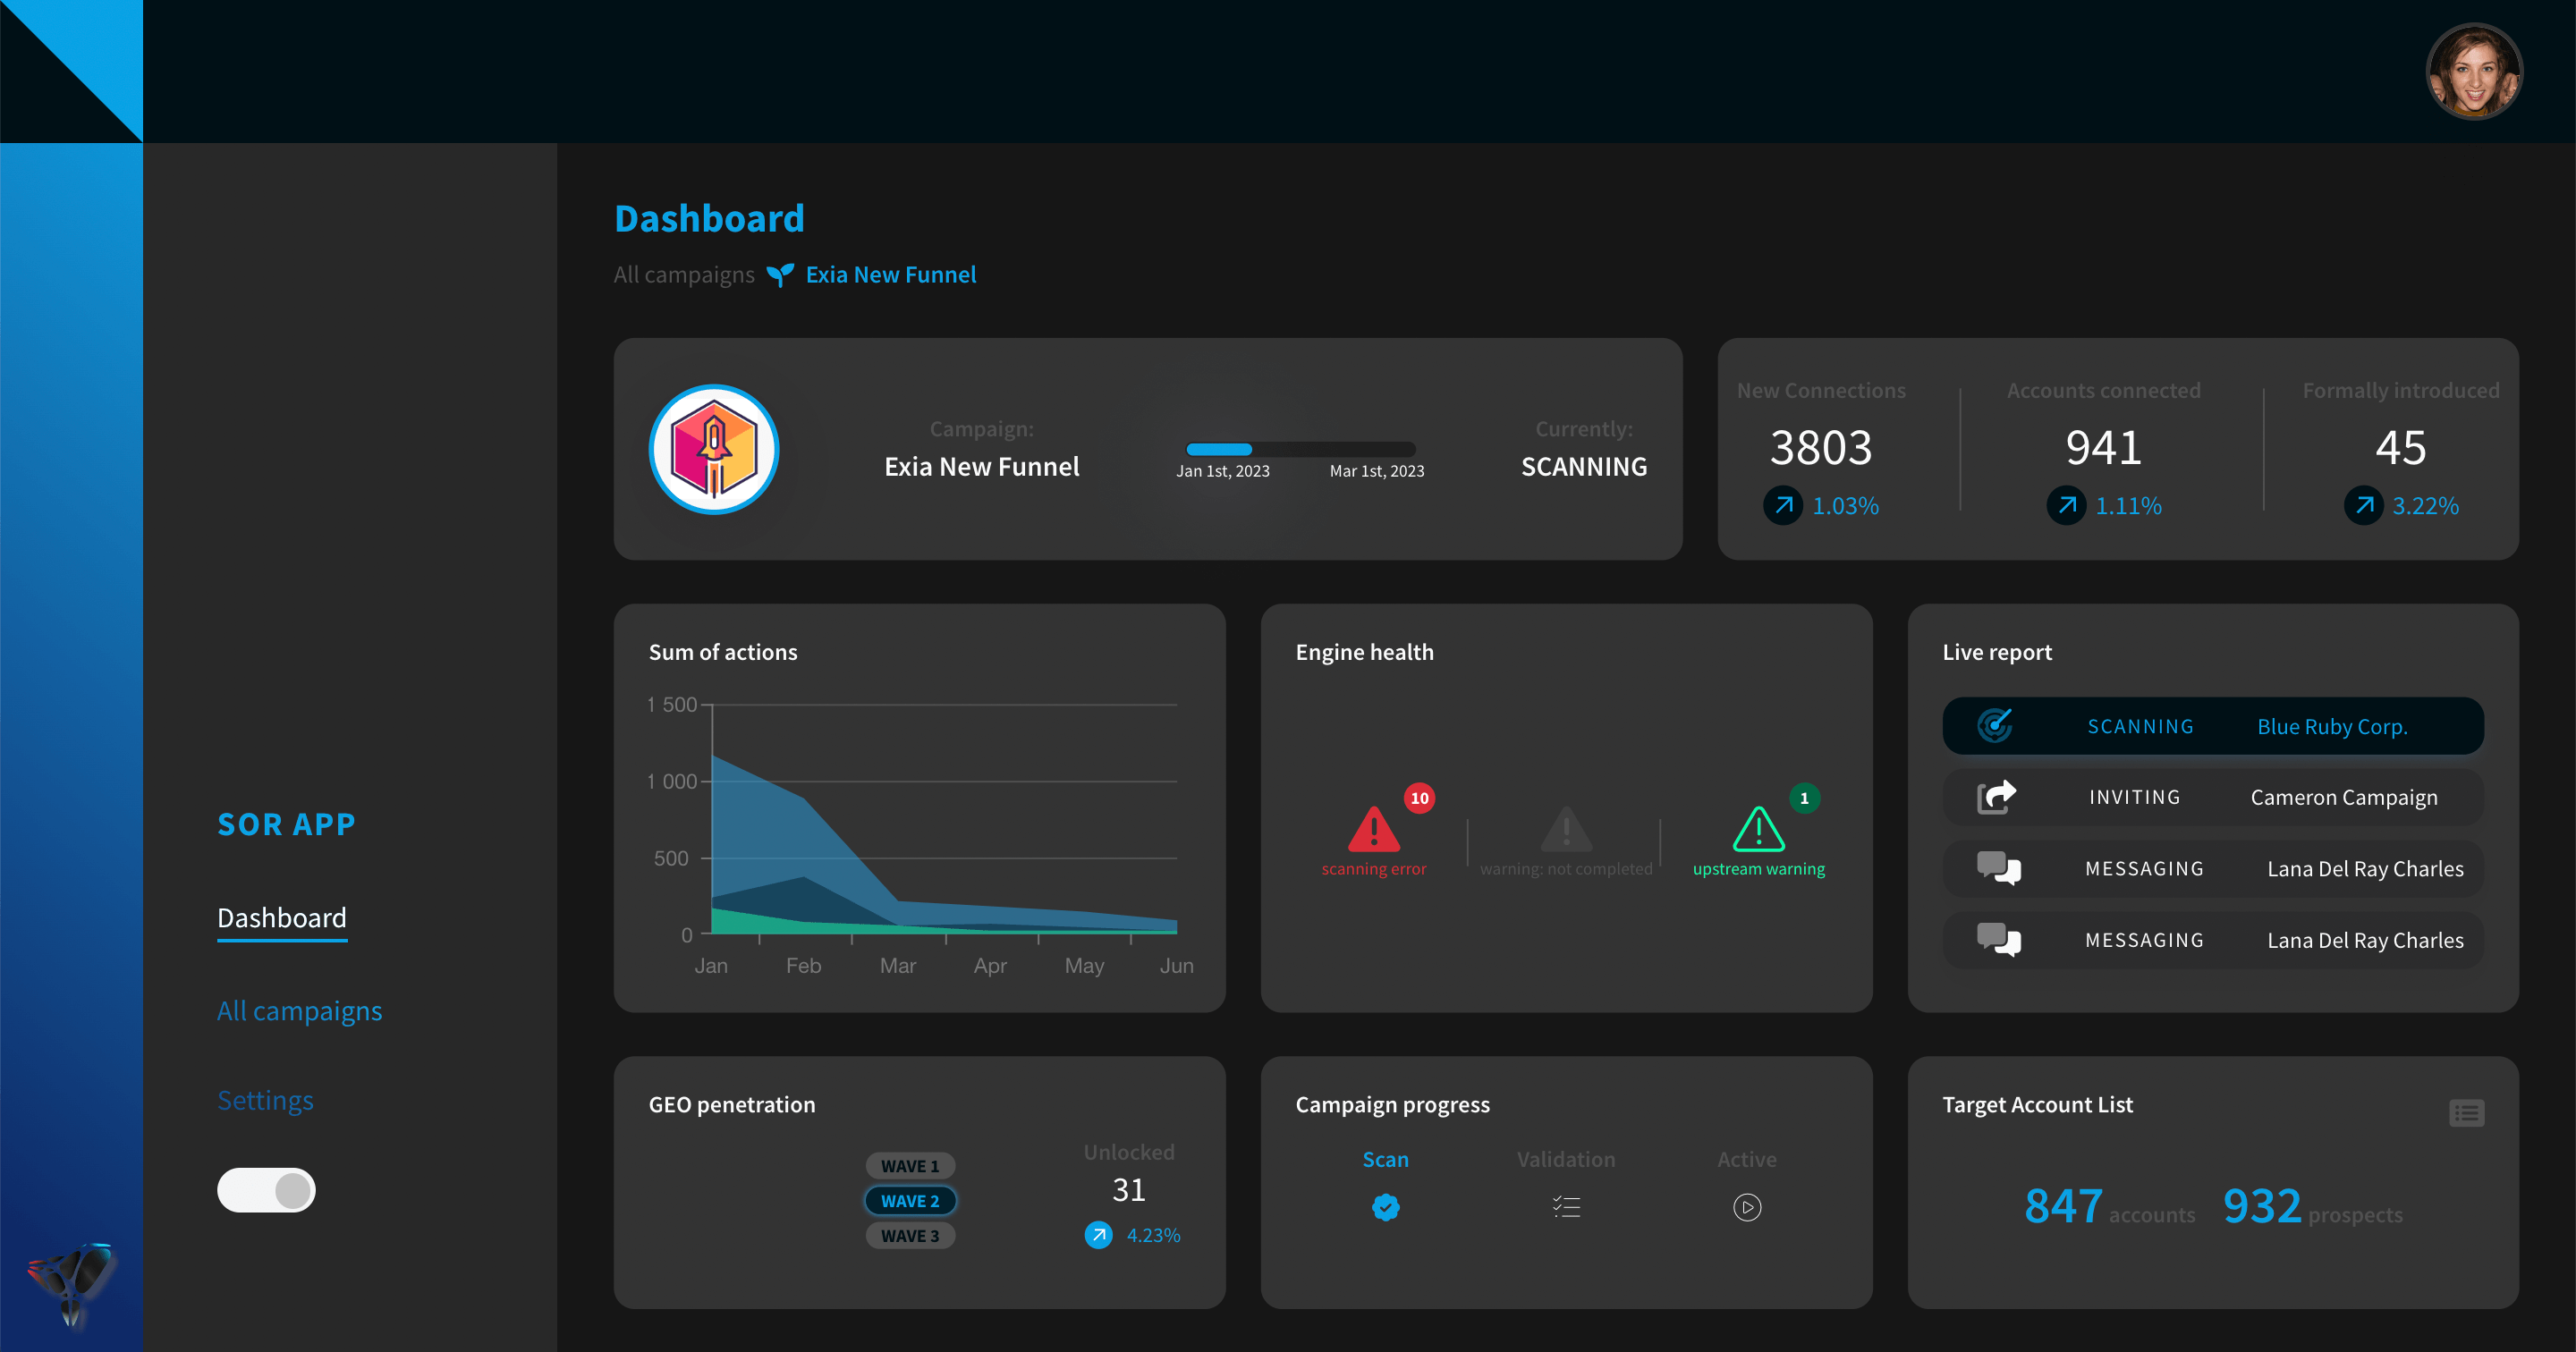 Dashboard
All campaigns Exia New Funnel
Campaign:
Exia New Funnel
Jan 1st, 2023 Mar 1st, 2023
Currently:
SCANNING
New Connections
3803
1.03%
Accounts connected
941
1.11%
Formally introduced
45
3.22%
SOR APP
Dashboard
All campaigns
Settings
Sum of actions
1 500
1 000
500
0
Jan Feb Mar Apr May Jun
Engine health
10
scanning error
warning: not completed
1
upstream warning
Live report
SCANNING Blue Ruby Corp.
INVITING Cameron Campaign
MESSAGING Lana Del Ray Charles
MESSAGING Lana Del Ray Charles
GEO penetration
WAVE 1
WAVE 2
WAVE 3
Unlocked
31
4.23%
Campaign progress
Scan Validation Active
Target Account List
847 accounts 932 prospects